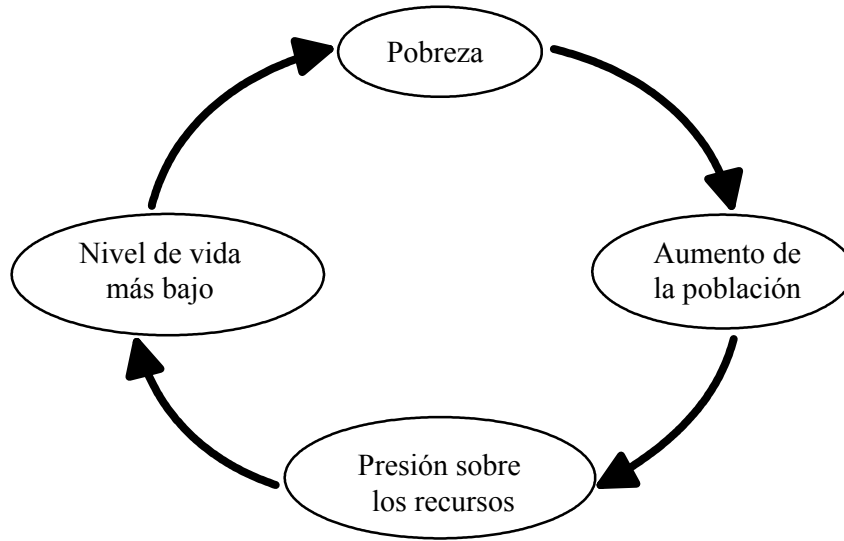 Pobreza
Nivel de vida
más bajo
Aumento de
la población
Presión sobre
los recursos